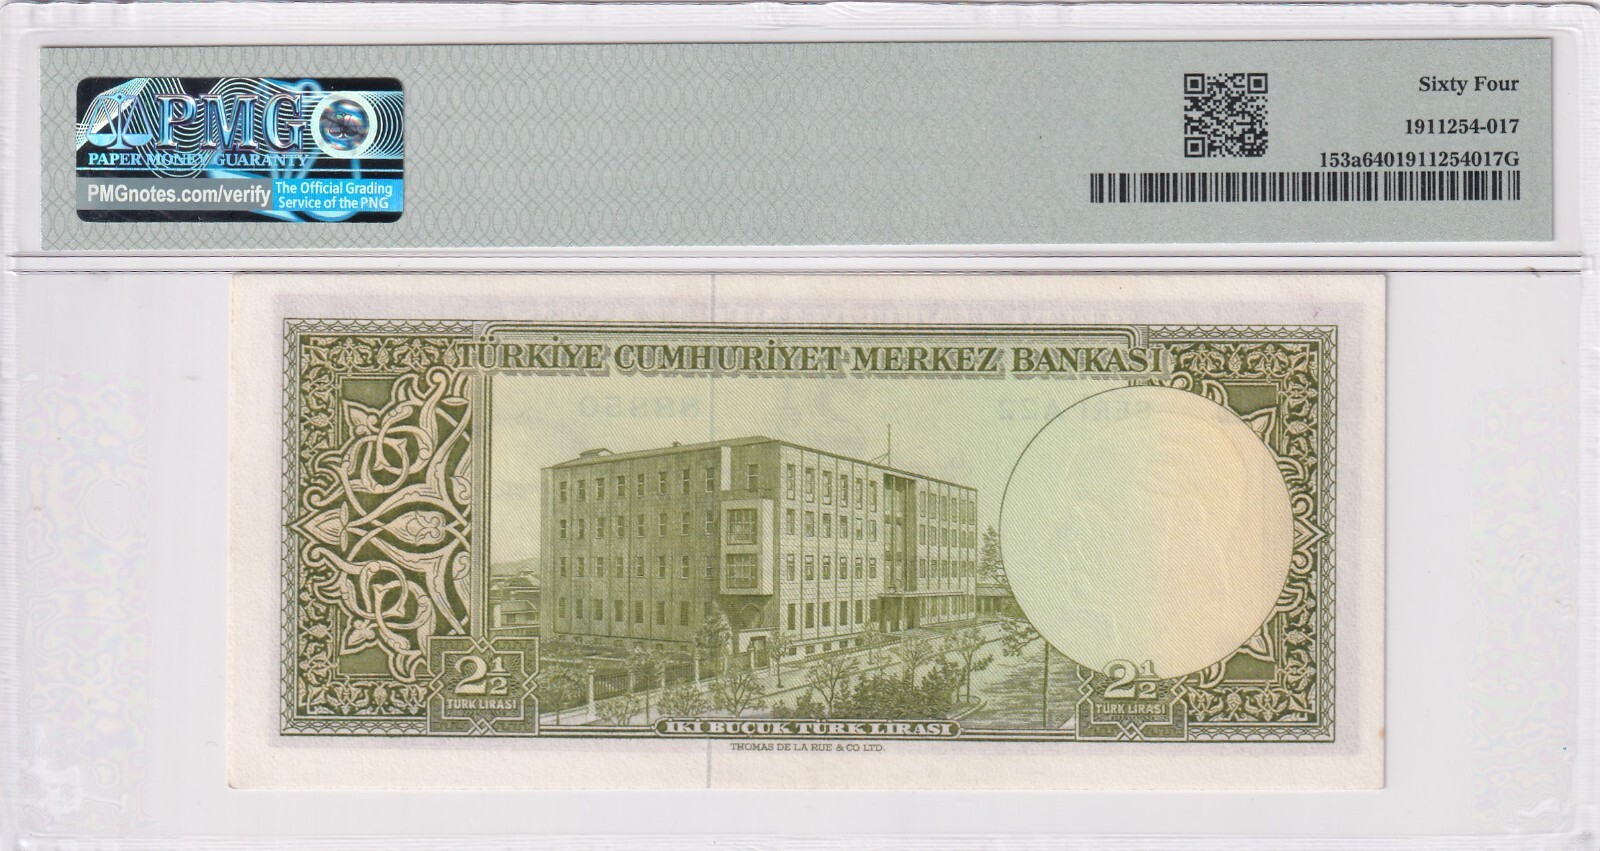 PMG
PAPER MONEY GUARANTY
PMGnotes.com/verify
The Official Grading
Service of the PNG
Sixty Four
1911254-017
153a6401911254017G
TÜRKİYE CUMHURİYET MERKEZ BANKASI
2½
TÜRK LİRASI
2½
TÜRK LİRASI
İKİ BUÇUK TÜRK LİRASI
THOMAS DE LA RUE & CO LTD.